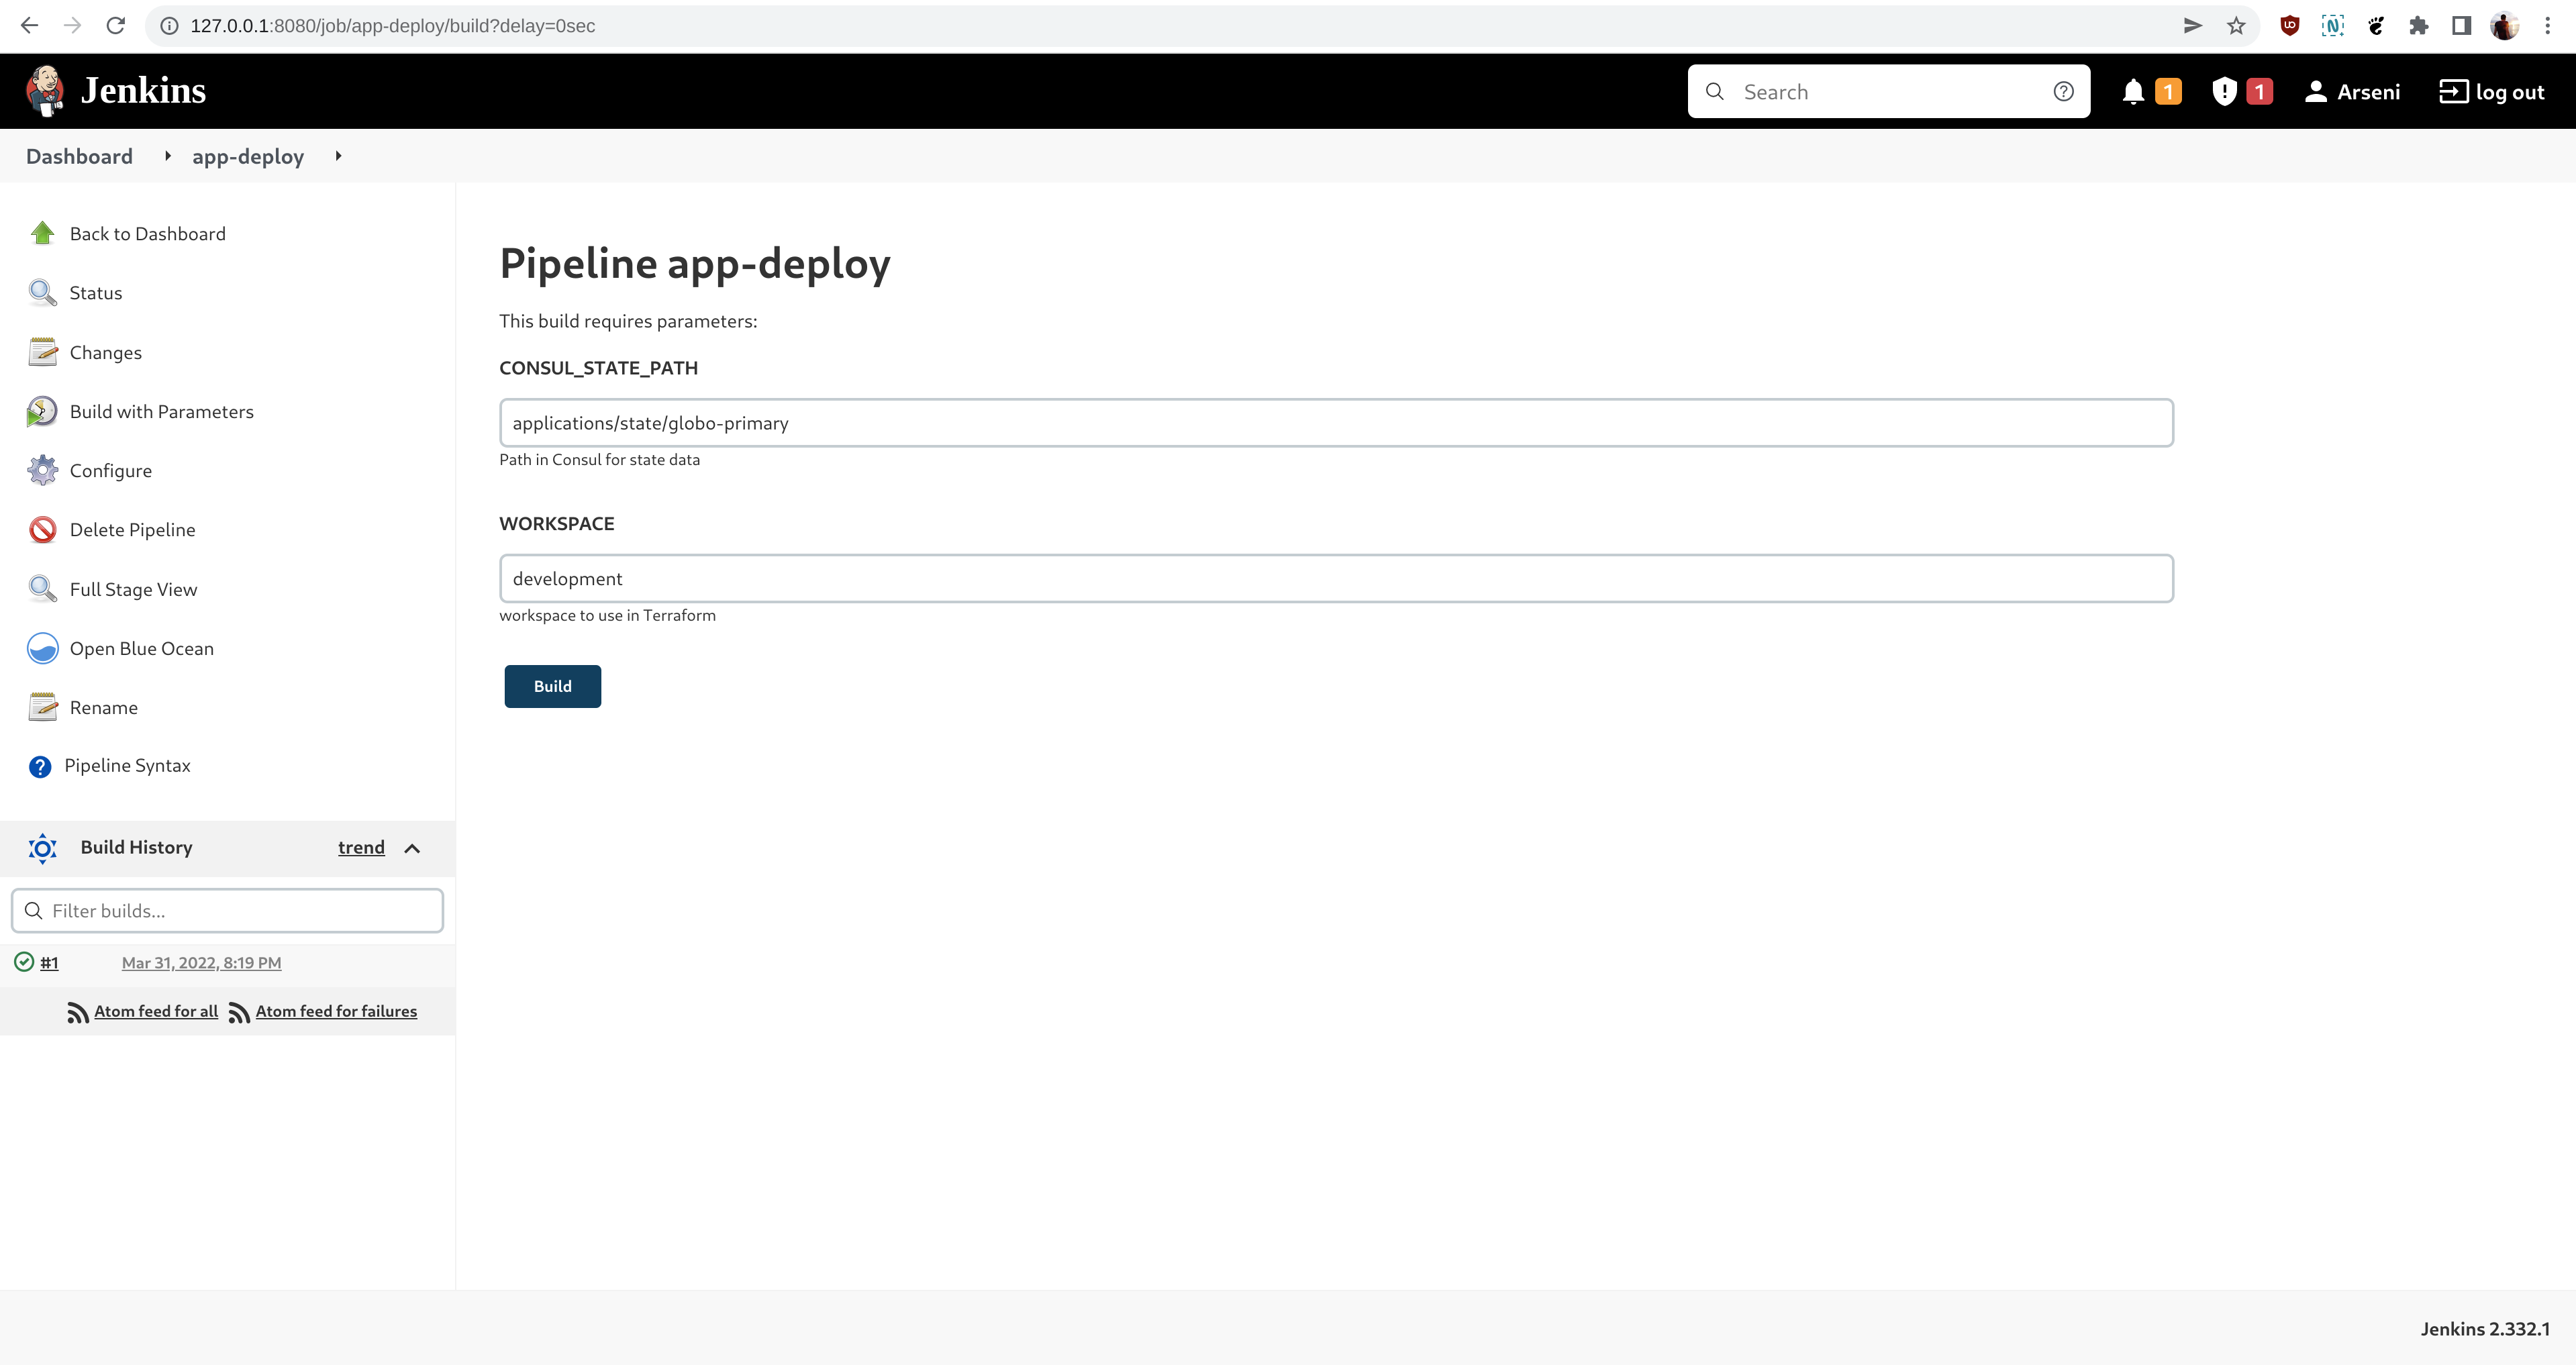 127.0.0.1:8080/job/app-deploy/build?delay=0sec
Jenkins
Search
1
1
Arseni
log out
Dashboard
app-deploy
Back to Dashboard
Status
Changes
Build with Parameters
Configure
Delete Pipeline
Full Stage View
Open Blue Ocean
Rename
Pipeline Syntax
Build History
trend
Filter builds...
#1
Mar 31, 2022, 8:19 PM
Atom feed for all
Atom feed for failures
Pipeline app-deploy
This build requires parameters:
CONSUL_STATE_PATH
applications/state/globo-primary
Path in Consul for state data
WORKSPACE
development
workspace to use in Terraform
Build
Jenkins 2.332.1